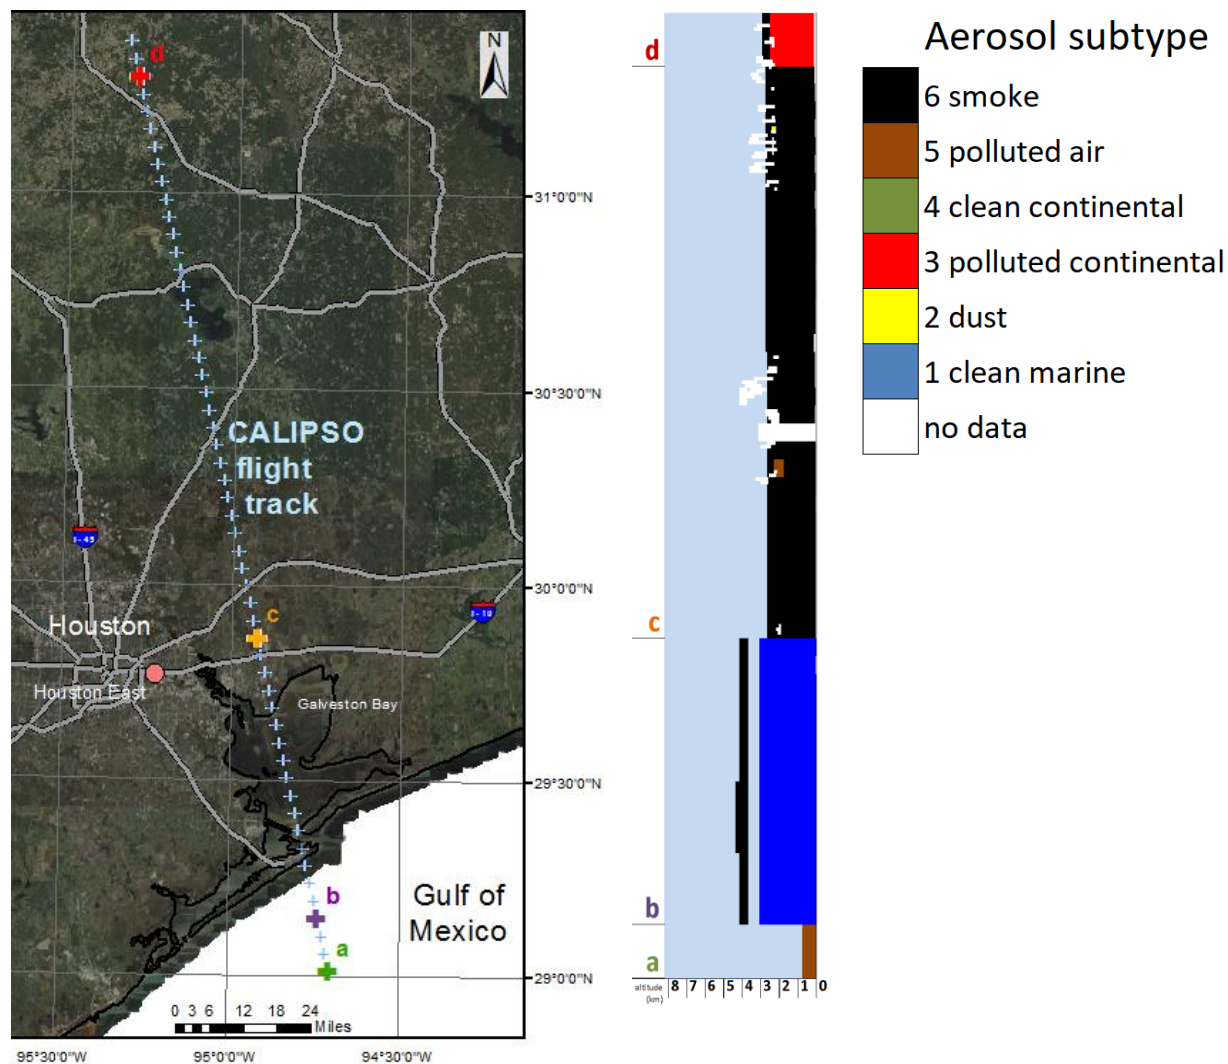 d
N
31°0'0"N
30°30'0"N
CALIPSO
flight
track
I-45
30°0'0"N
c
I-10
Houston
Houston East
Galveston Bay
29°30'0"N
b
Gulf of
Mexico
a
29°0'0"N
0 3 6 12 18 24
Miles
95°30'0"W 95°0'0"W 94°30'0"W
d
c
b
a
altitude
(km)
8 7 6 5 4 3 2 1 0
Aerosol subtype
6 smoke
5 polluted air
4 clean continental
3 polluted continental
2 dust
1 clean marine
no data